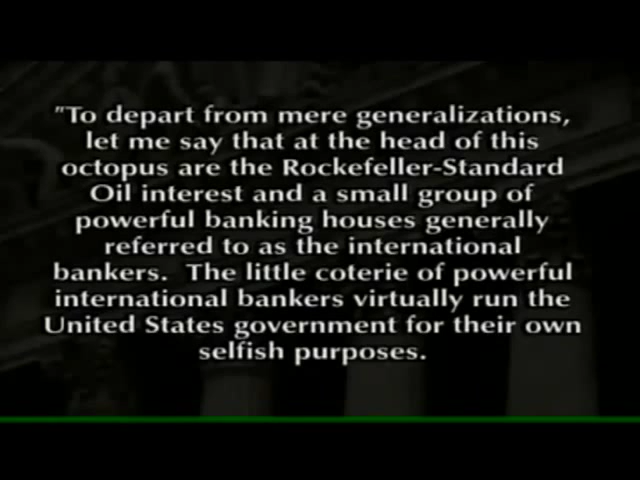 "To depart from mere generalizations,
let me say that at the head of this
octopus are the Rockefeller-Standard
Oil interest and a small group of
powerful banking houses generally
referred to as the international
bankers.  The little coterie of powerful
international bankers virtually run the
United States government for their own
selfish purposes.